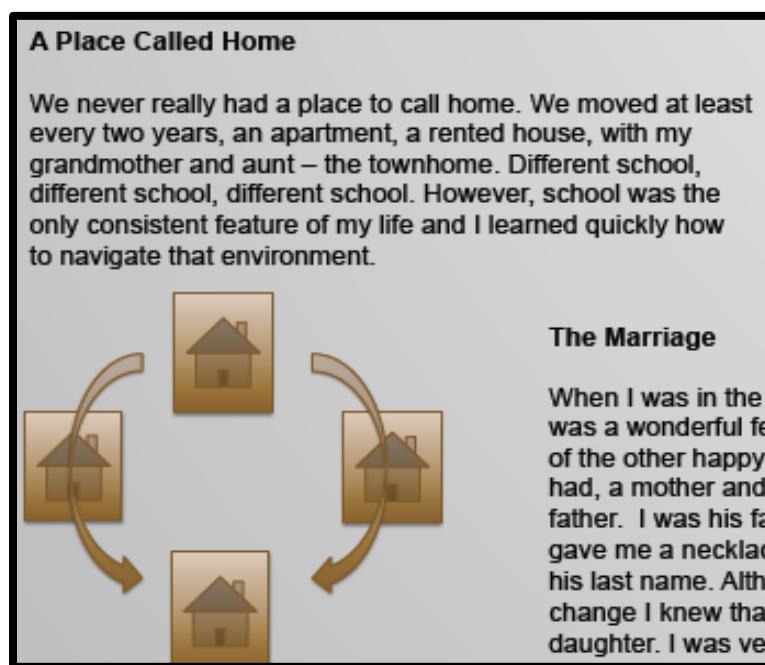 A Place Called Home
We never really had a place to call home. We moved at least
every two years, an apartment, a rented house, with my
grandmother and aunt – the townhome. Different school,
different school, different school. However, school was the
only consistent feature of my life and I learned quickly how
to navigate that environment.
The Marriage
When I was in the
was a wonderful
of the other happy
had, a mother and
father.  I was his
gave me a
his last name.
change I knew
daughter. I was